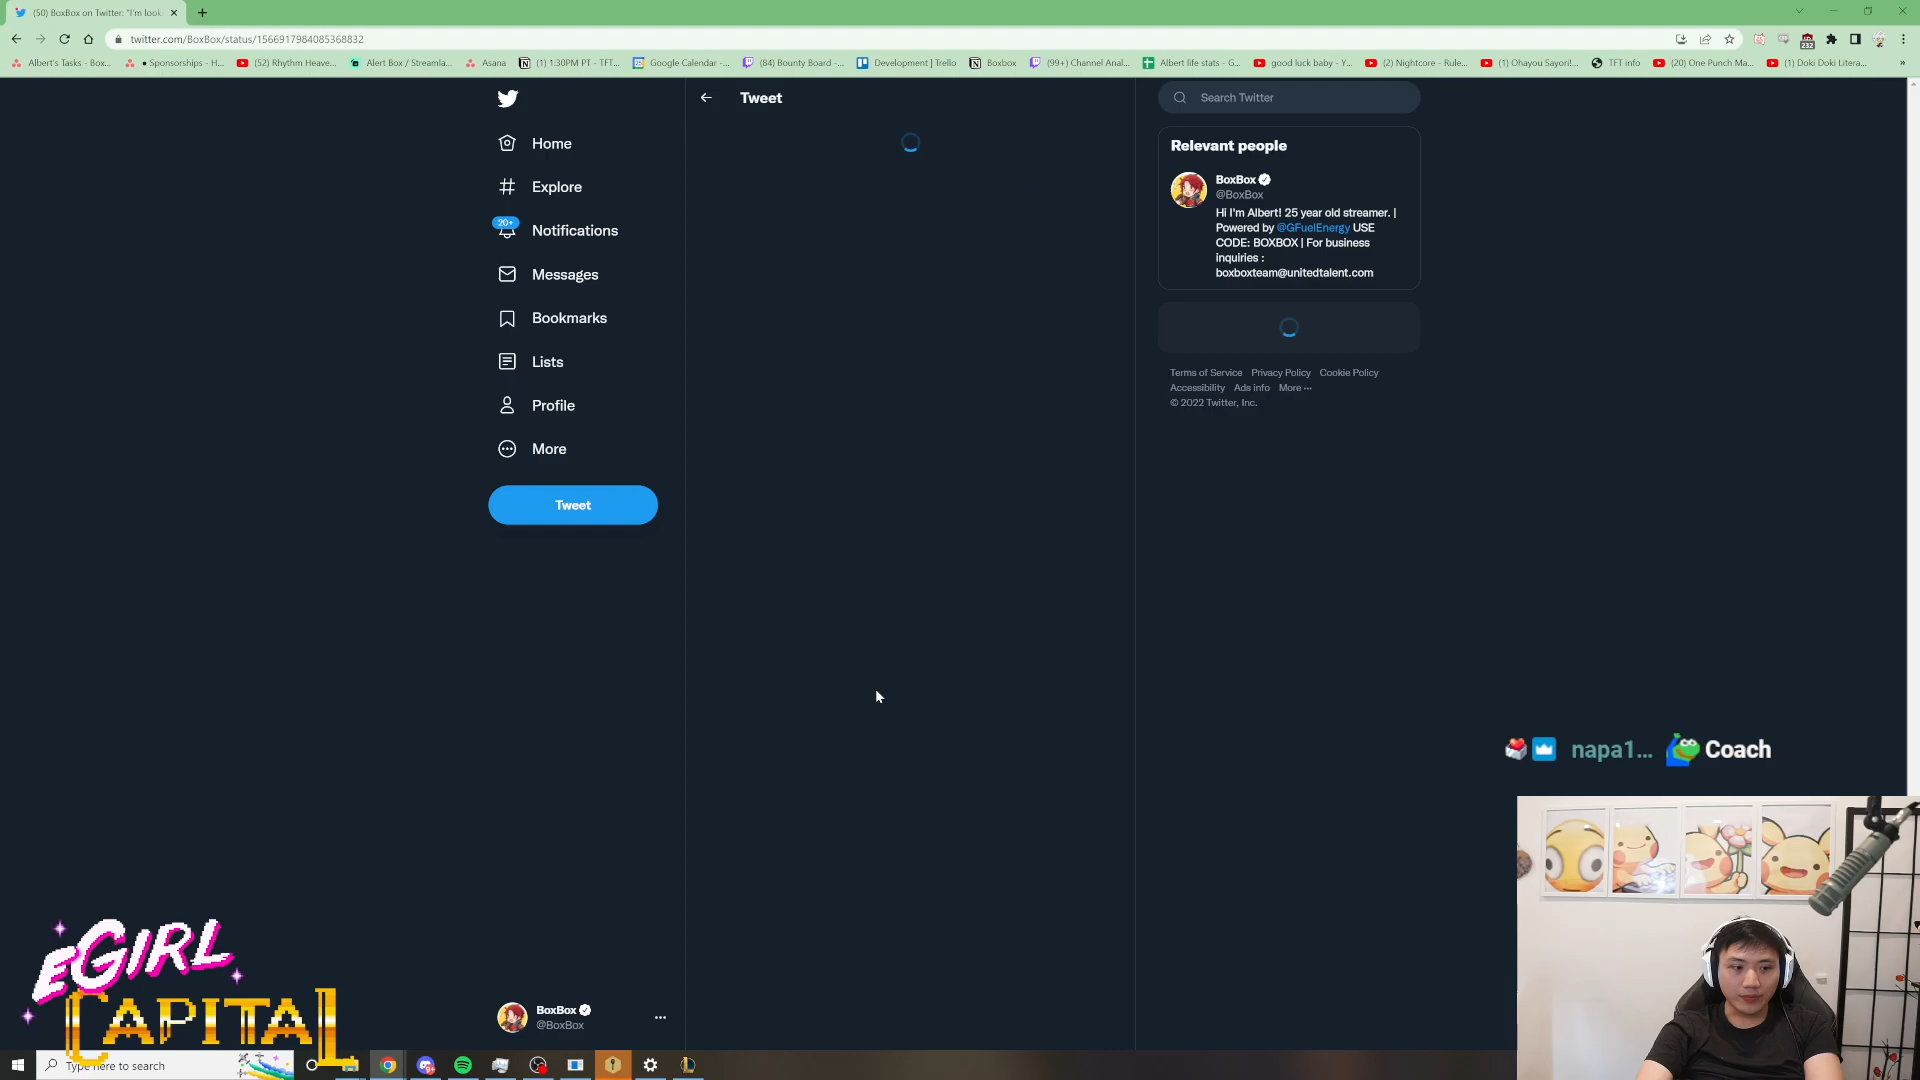 (50) BoxBox on Twitter: "I'm look
twitter.com/BoxBox/status/1566917984085368832
Albert's Tasks - Box...
● Sponsorships - H...
(52) Rhythm Heave...
Alert Box / Streamla...
Asana
(1) 1:30PM PT - TFT...
Google Calendar -...
(84) Bounty Board -...
Development | Trello
Boxbox
(99+) Channel Anal...
Albert life stats - G...
good luck baby - Y...
(2) Nightcore - Rule...
(1) Ohayou Sayori!...
TFT info
(20) One Punch Ma...
(1) Doki Doki Litera...
»
232
Home
Explore
20+
Notifications
Messages
Bookmarks
Lists
Profile
More
Tweet
BoxBox
@BoxBox
Tweet
Search Twitter
Relevant people
BoxBox
@BoxBox
Hi I'm Albert! 25 year old streamer. |
Powered by @GFuelEnergy USE
CODE: BOXBOX | For business
inquiries :
boxboxteam@unitedtalent.com
Terms of Service Privacy Policy Cookie Policy
Accessibility Ads info More ···
© 2022 Twitter, Inc.
napa1... Coach
EGIRL
CAPITAL
Type here to search